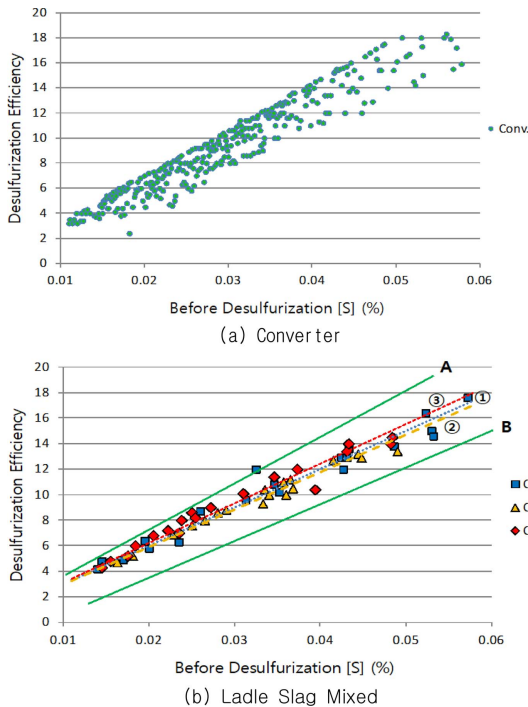 20
18
16
14
12
10
8
6
4
2
0
Desulfurization Efficiency
Conv.
0.01 0.02 0.03 0.04 0.05 0.06
Before Desulfurization [S] (%)
(a) Converter
20
18
16
14
12
10
8
6
4
2
0
Desulfurization Efficiency
A
③ ①
②
B
C
C
C
0.01 0.02 0.03 0.04 0.05 0.06
Before Desulfurization [S] (%)
(b) Ladle Slag Mixed